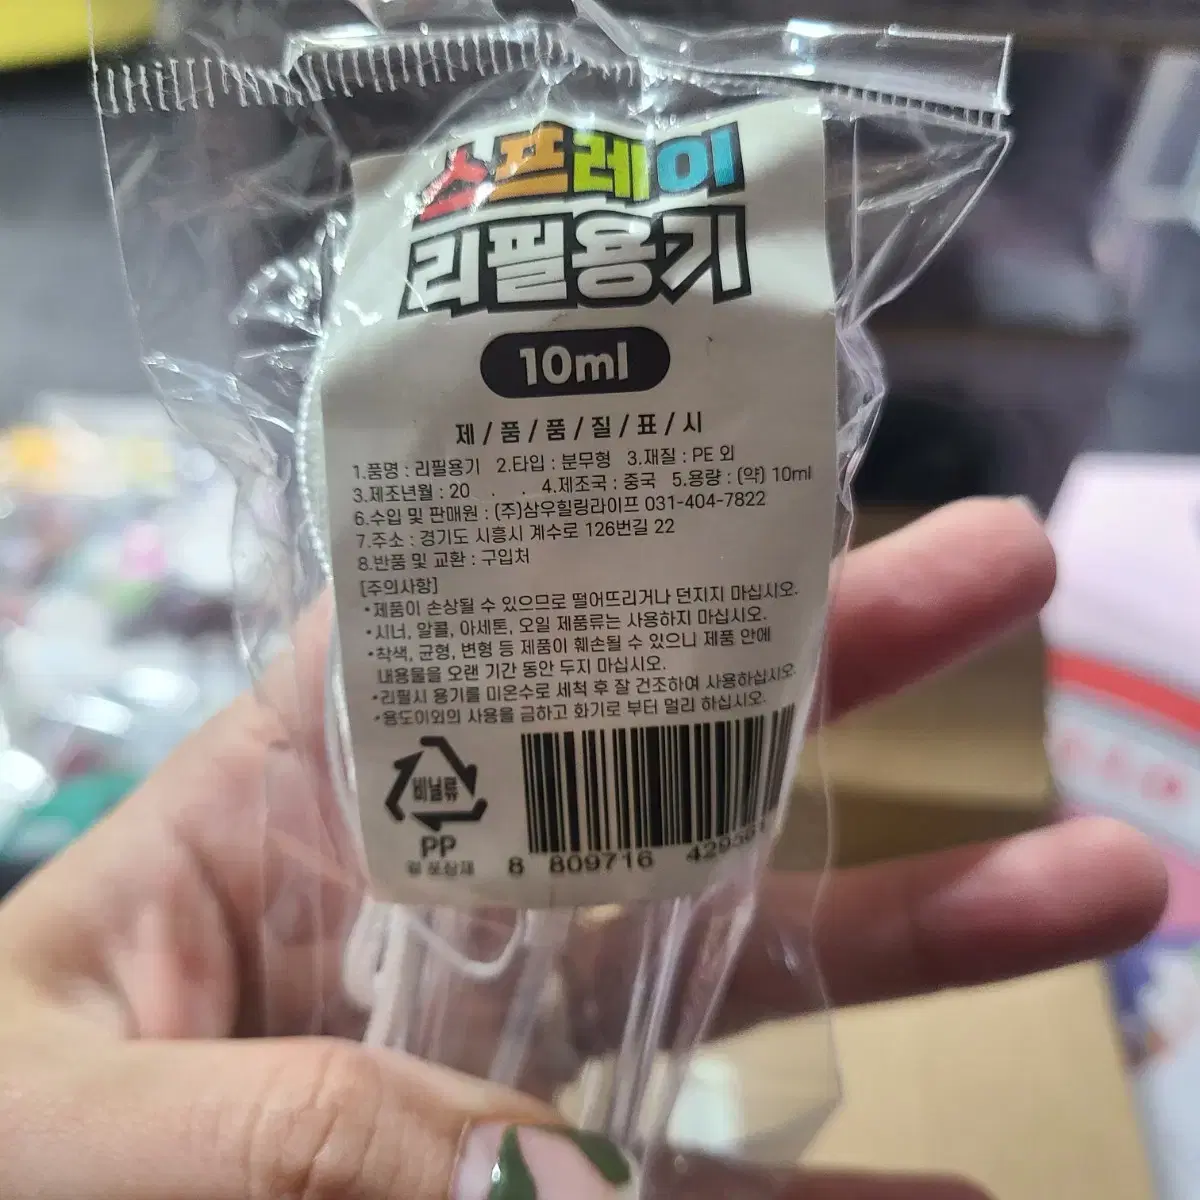 스프레이
리필용기
10ml
제/품/품/질/표/시
1.품명 : 리필용기 2.타입 : 분무형 3.재질 : PE 외
3.제조년월 : 20 . . 4.제조국 : 중국 5.용량 : (약) 10ml
6.수입 및 판매원 : (주)삼우힐링라이프 031-404-7822
7.주소 : 경기도 시흥시 계수로 126번길 22
8.반품 및 교환 : 구입처
[주의사항]
•제품이 손상될 수 있으므로 떨어뜨리거나 던지지 마십시오.
•시너, 알콜, 아세톤, 오일 제품류는 사용하지 마십시오.
•착색, 균형, 변형 등 제품이 훼손될 수 있으니 제품 안에
내용물을 오랜 기간 동안 두지 마십시오.
•리필시 용기를 미온수로 세척 후 잘 건조하여 사용하십시오.
•용도이외의 사용을 금하고 화기로 부터 멀리 하십시오.
비닐류
PP
겉 포장재
8 809716